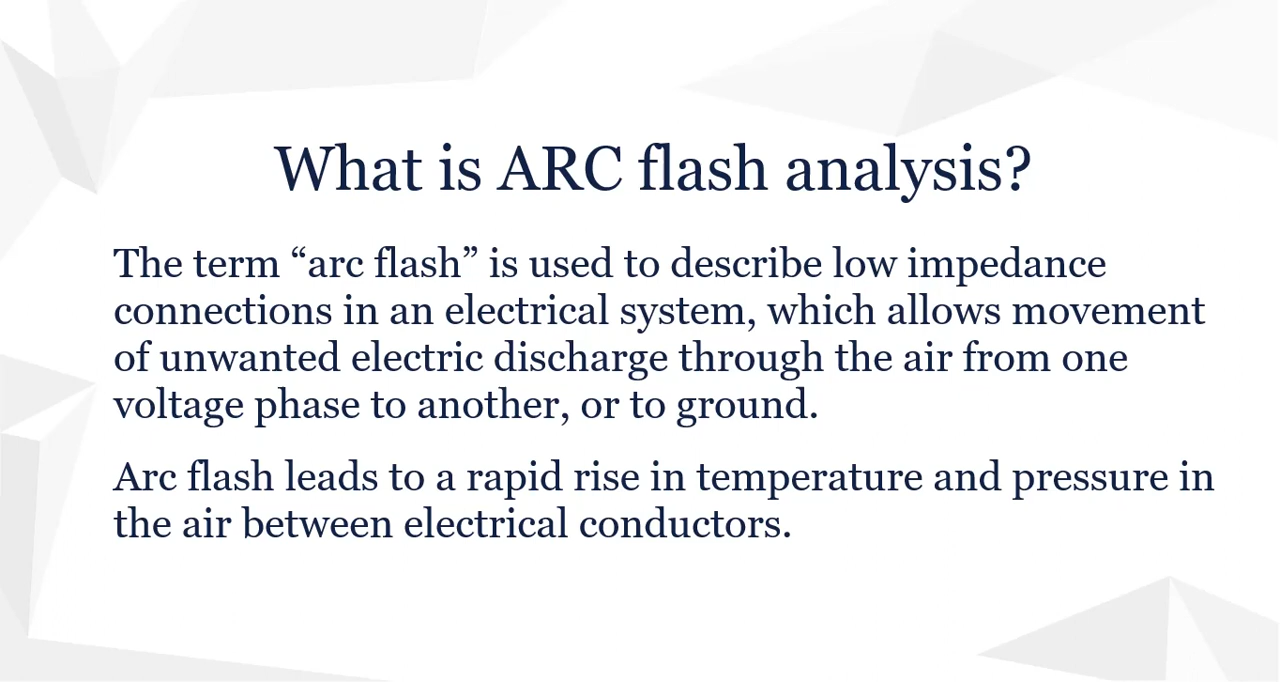 What is ARC flash analysis?
The term “arc flash” is used to describe low impedance
connections in an electrical system, which allows movement
of unwanted electric discharge through the air from one
voltage phase to another, or to ground.
Arc flash leads to a rapid rise in temperature and pressure in
the air between electrical conductors.